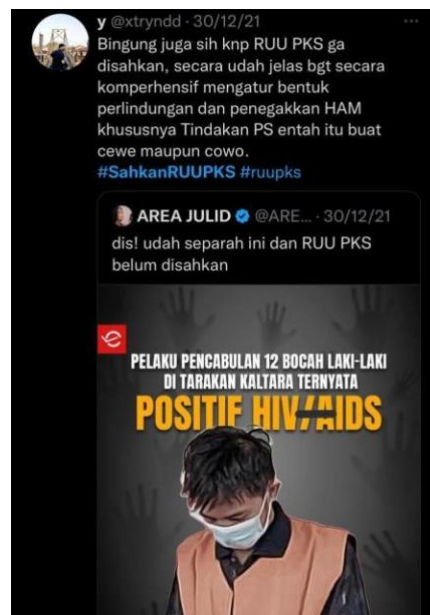 y @xtryndd · 30/12/21
Bingung juga sih knp RUU PKS ga
disahkan, secara udah jelas bgt secara
komperhensif mengatur bentuk
perlindungan dan penegakkan HAM
khususnya Tindakan PS entah itu buat
cewe maupun cowo.
#SahkanRUUPKS #ruupks
AREA JULID @ARE... · 30/12/21
dis! udah separah ini dan RUU PKS
belum disahkan
PELAKU PENCABULAN 12 BOCAH LAKI-LAKI
DI TARAKAN KALTARA TERNYATA
POSITIF HIV/AIDS